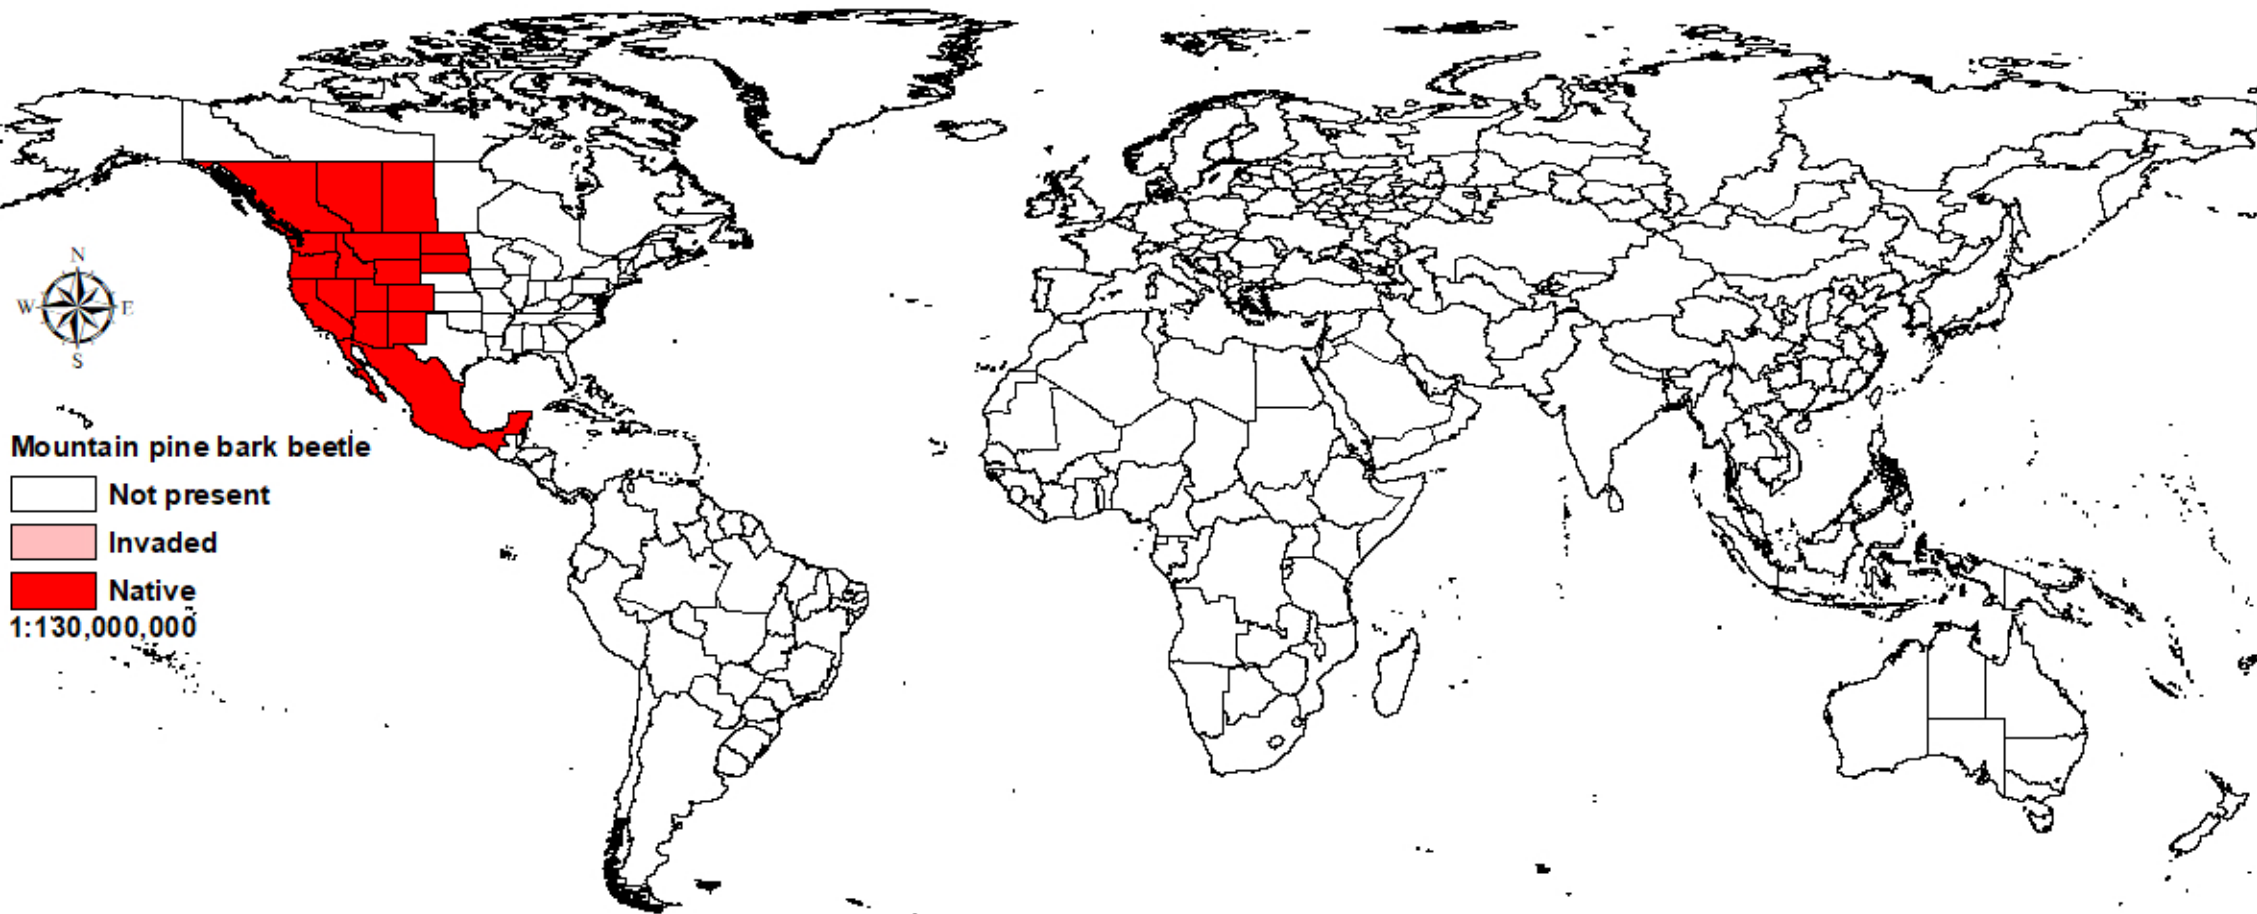 N
W
E
S
Mountain pine bark beetle
Not present
Invaded
Native
1:130,000,000